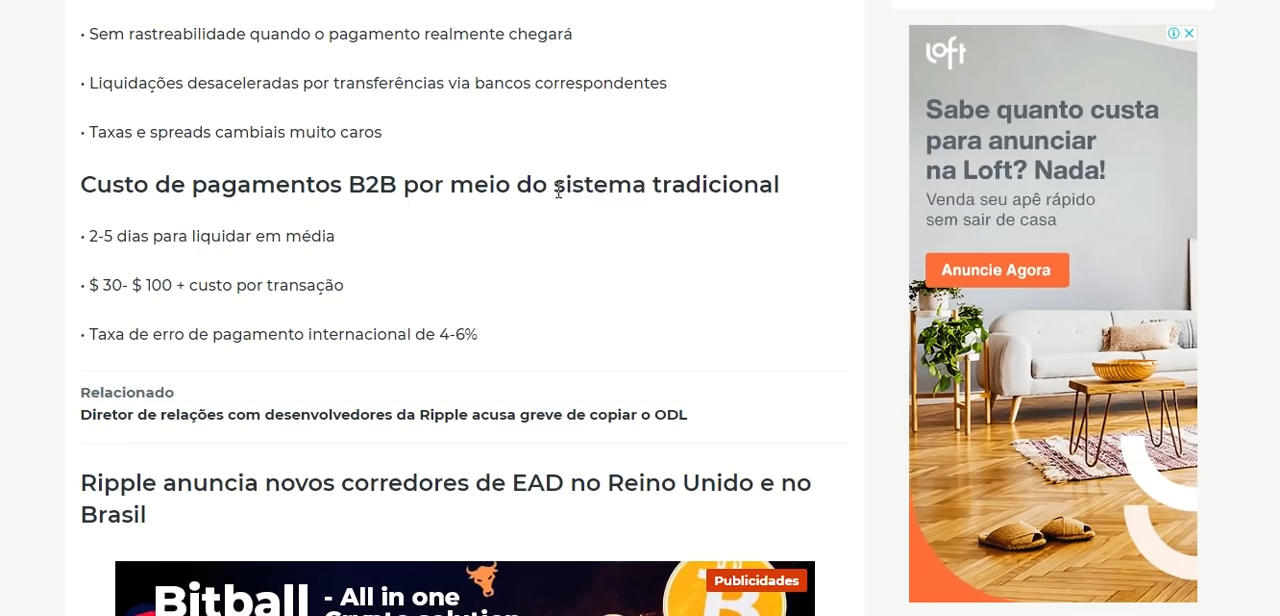 • Sem rastreabilidade quando o pagamento realmente chegará
• Liquidações desaceleradas por transferências via bancos correspondentes
• Taxas e spreads cambiais muito caros
Custo de pagamentos B2B por meio do sistema tradicional
• 2-5 dias para liquidar em média
• $ 30- $ 100 + custo por transação
• Taxa de erro de pagamento internacional de 4-6%
Relacionado
Diretor de relações com desenvolvedores da Ripple acusa greve de copiar o ODL
Ripple anuncia novos corredores de EAD no Reino Unido e no
Brasil
Publicidades
Bitball - All in one
Crypto solution
loft
Sabe quanto custa
para anunciar
na Loft? Nada!
Venda seu apê rápido
sem sair de casa
Anuncie Agora